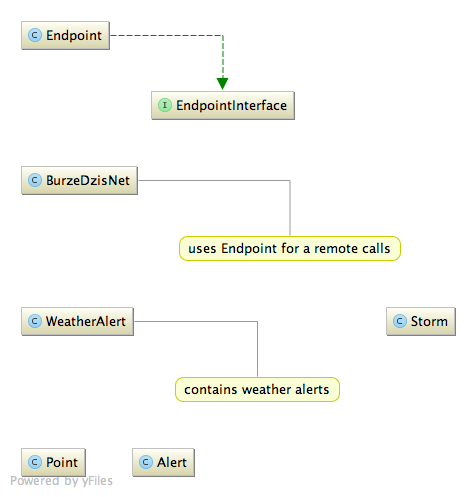 C Endpoint
I EndpointInterface
C BurzeDzisNet
uses Endpoint for a remote calls
C WeatherAlert
C Storm
contains weather alerts
C Point
C Alert
Powered by yFiles